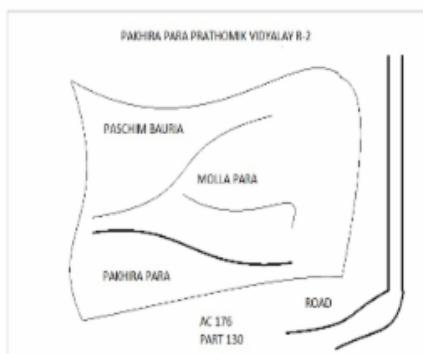 PAKHIRA PARA PRATHOMIK VIDYALAY R-2
PASCHIM BAURIA
MOLLA PARA
PAKHIRA PARA
ROAD
AC 176
PART 130